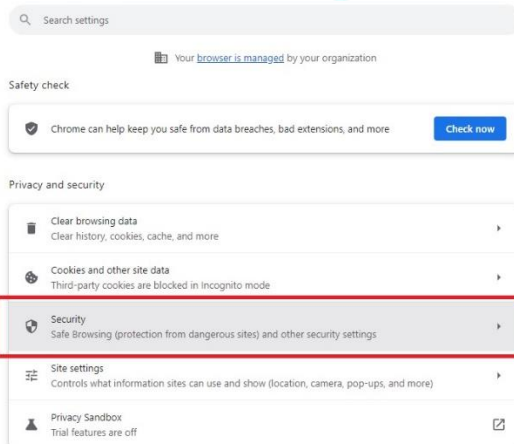 Search settings
Your browser is managed by your organization
Safety check
Chrome can help keep you safe from data breaches, bad extensions, and more
Check now
Privacy and security
Clear browsing data
Clear history, cookies, cache, and more
Cookies and other site data
Third-party cookies are blocked in Incognito mode
Security
Safe Browsing (protection from dangerous sites) and other security settings
Site settings
Controls what information sites can use and show (location, camera, pop-ups, and more)
Privacy Sandbox
Trial features are off